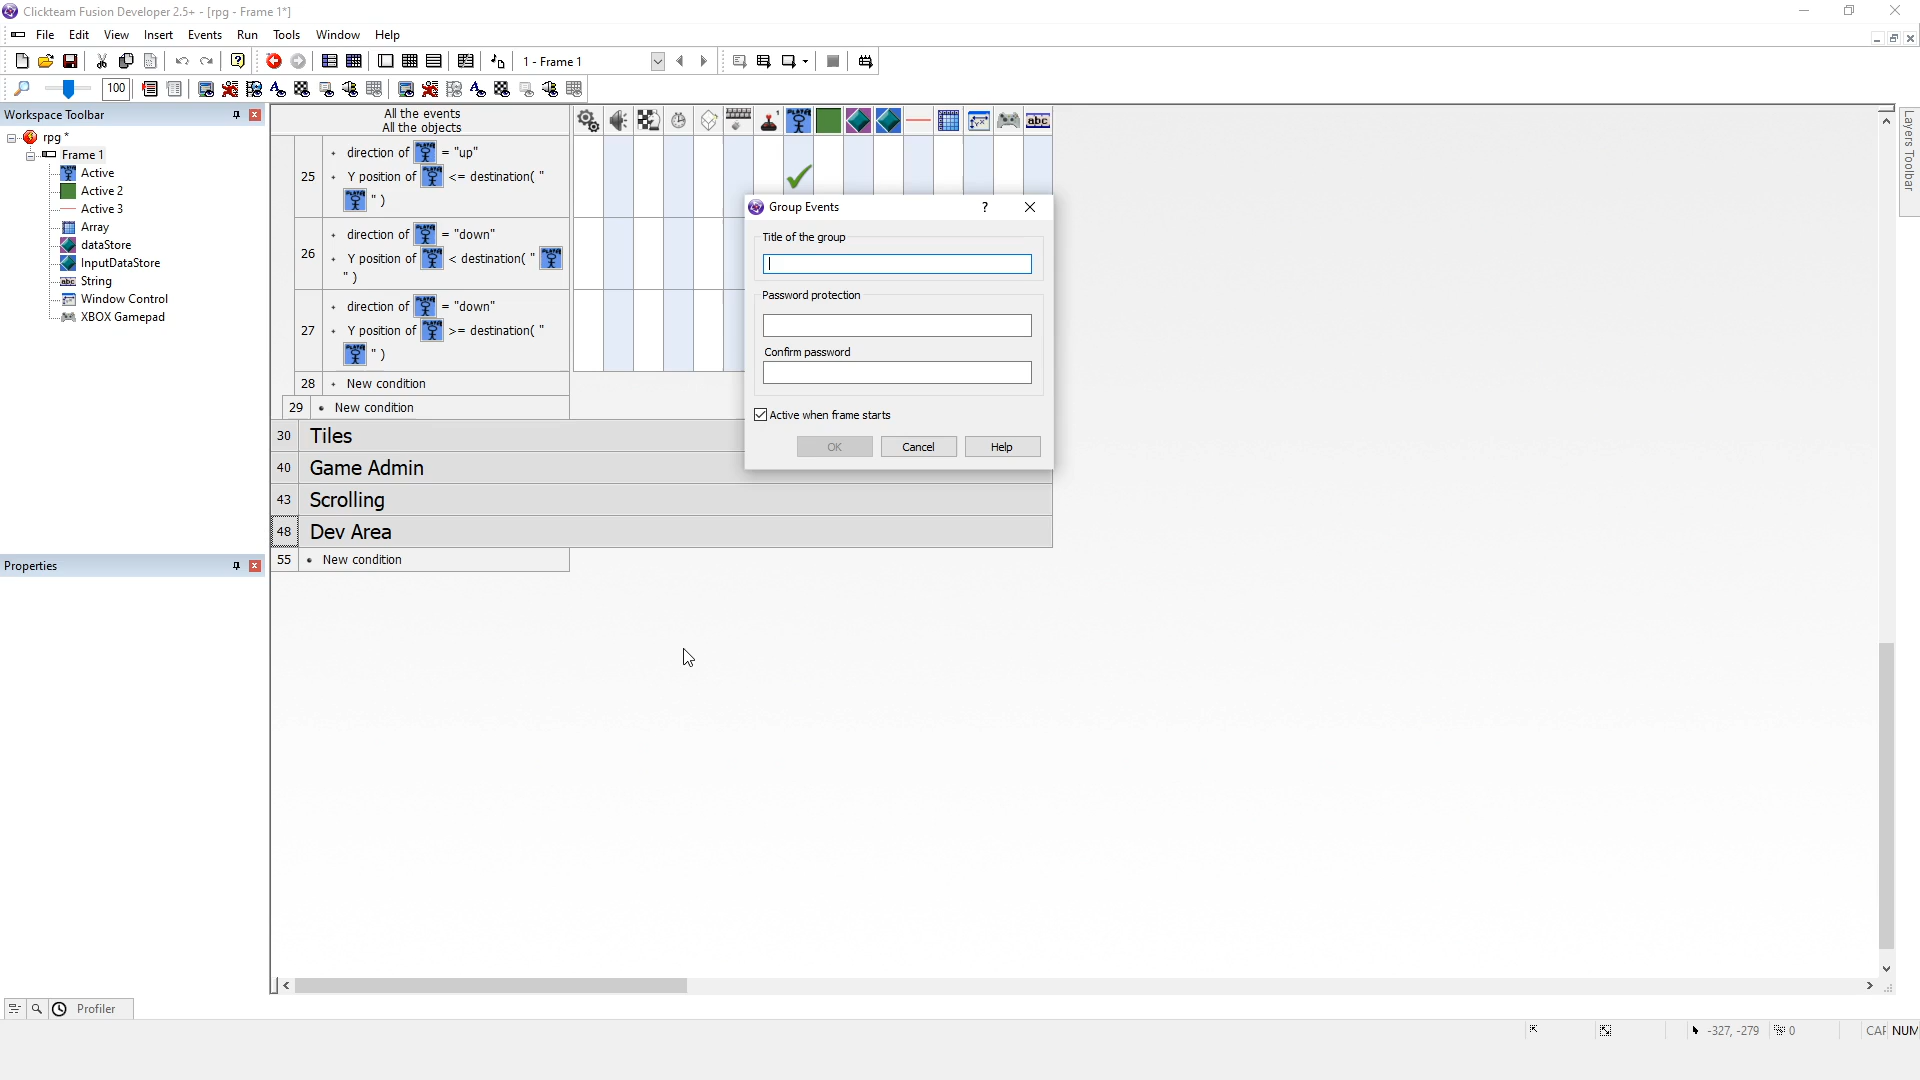 Clickteam Fusion Developer 2.5+ - [rpg - Frame 1*]
File Edit View Insert Events Run Tools Window Help
1 - Frame 1
100
Workspace Toolbar
rpg *
Frame 1
Active
Active 2
Active 3
Array
dataStore
InputDataStore
String
Window Control
XBOX Gamepad
Properties
All the events
All the objects
abc
25
direction of = "up"
Y position of <= destination( "
" )
26
direction of = "down"
Y position of < destination( "
" )
27
direction of = "down"
Y position of >= destination( "
" )
28 New condition
29 New condition
30 Tiles
40 Game Admin
43 Scrolling
48 Dev Area
55 New condition
Group Events ?
Title of the group
Password protection
Confirm password
Active when frame starts
OK Cancel Help
Layers Toolbar
Profiler
-327, -279 0 CAP NUM